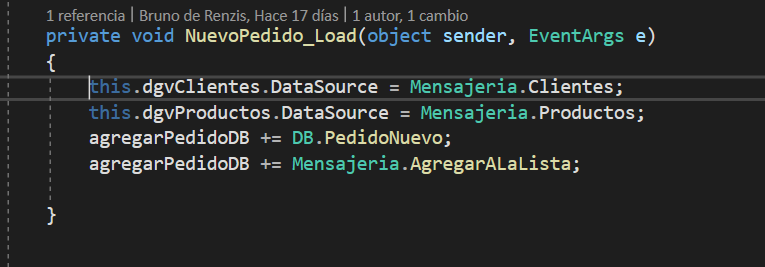 1 referencia | Bruno de Renzis, Hace 17 días | 1 autor, 1 cambio
private void NuevoPedido_Load(object sender, EventArgs e)
{
this.dgvClientes.DataSource = Mensajeria.Clientes;
this.dgvProductos.DataSource = Mensajeria.Productos;
agregarPedidoDB += DB.PedidoNuevo;
agregarPedidoDB += Mensajeria.AgregarALaLista;
}